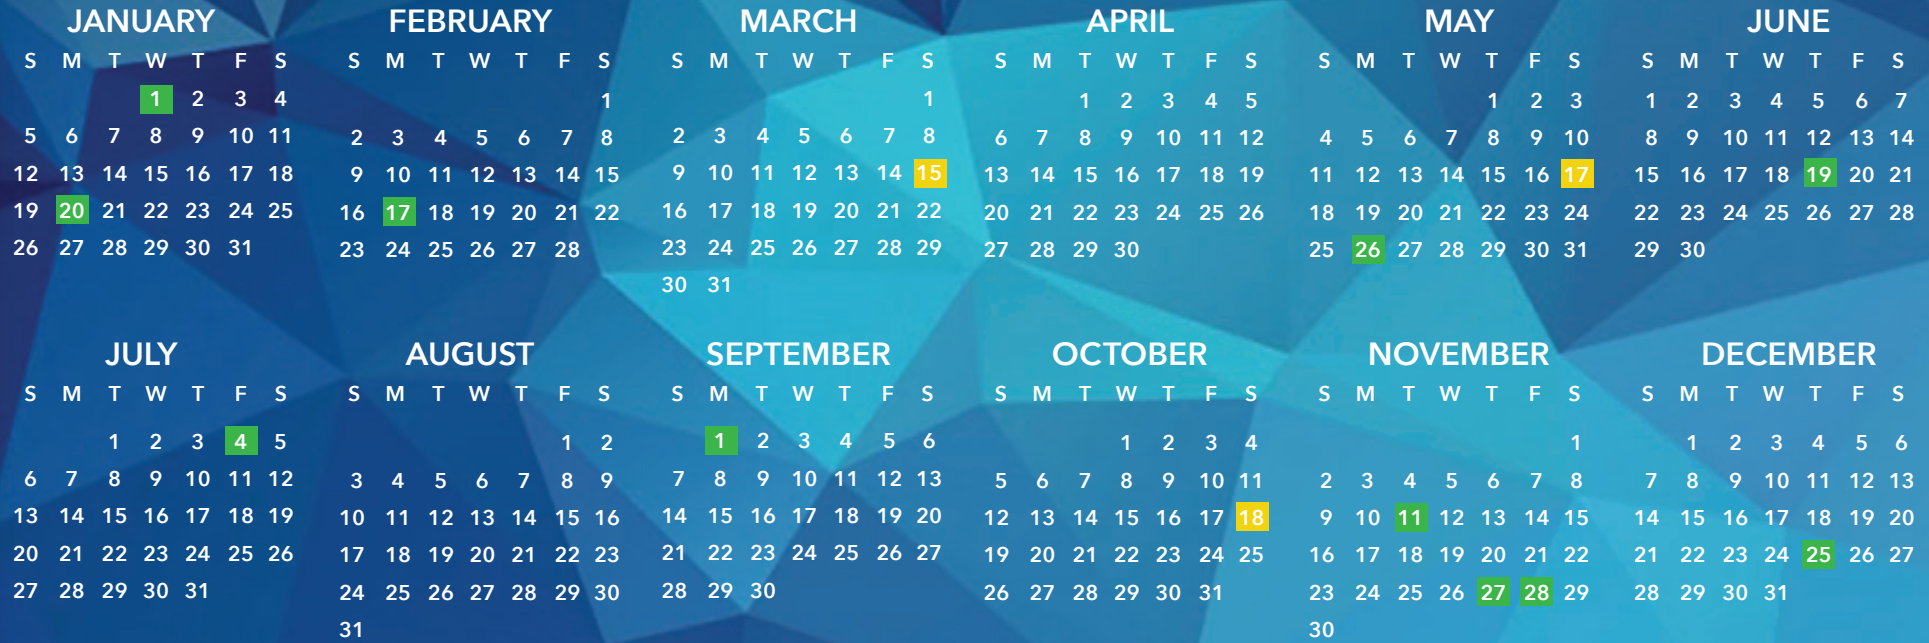 JANUARY
S M T W T F S
1 2 3 4
5 6 7 8 9 10 11
12 13 14 15 16 17 18
19 20 21 22 23 24 25
26 27 28 29 30 31
FEBRUARY
S M T W T F S
1
2 3 4 5 6 7 8
9 10 11 12 13 14 15
16 17 18 19 20 21 22
23 24 25 26 27 28
MARCH
S M T W T F S
1
2 3 4 5 6 7 8
9 10 11 12 13 14 15
16 17 18 19 20 21 22
23 24 25 26 27 28 29
30 31
APRIL
S M T W T F S
1 2 3 4 5
6 7 8 9 10 11 12
13 14 15 16 17 18 19
20 21 22 23 24 25 26
27 28 29 30
MAY
S M T W T F S
1 2 3
4 5 6 7 8 9 10
11 12 13 14 15 16 17
18 19 20 21 22 23 24
25 26 27 28 29 30 31
JUNE
S M T W T F S
1 2 3 4 5 6 7
8 9 10 11 12 13 14
15 16 17 18 19 20 21
22 23 24 25 26 27 28
29 30
JULY
S M T W T F S
1 2 3 4 5
6 7 8 9 10 11 12
13 14 15 16 17 18 19
20 21 22 23 24 25 26
27 28 29 30 31
AUGUST
S M T W T F S
1 2
3 4 5 6 7 8 9
10 11 12 13 14 15 16
17 18 19 20 21 22 23
24 25 26 27 28 29 30
31
SEPTEMBER
S M T W T F S
1 2 3 4 5 6
7 8 9 10 11 12 13
14 15 16 17 18 19 20
21 22 23 24 25 26 27
28 29 30
OCTOBER
S M T W T F S
1 2 3 4
5 6 7 8 9 10 11
12 13 14 15 16 17 18
19 20 21 22 23 24 25
26 27 28 29 30 31
NOVEMBER
S M T W T F S
1
2 3 4 5 6 7 8
9 10 11 12 13 14 15
16 17 18 19 20 21 22
23 24 25 26 27 28 29
30
DECEMBER
S M T W T F S
1 2 3 4 5 6
7 8 9 10 11 12 13
14 15 16 17 18 19 20
21 22 23 24 25 26 27
28 29 30 31